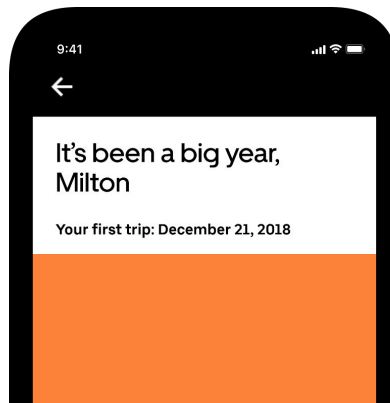 9:41
It’s been a big year,
Milton
Your first trip: December 21, 2018